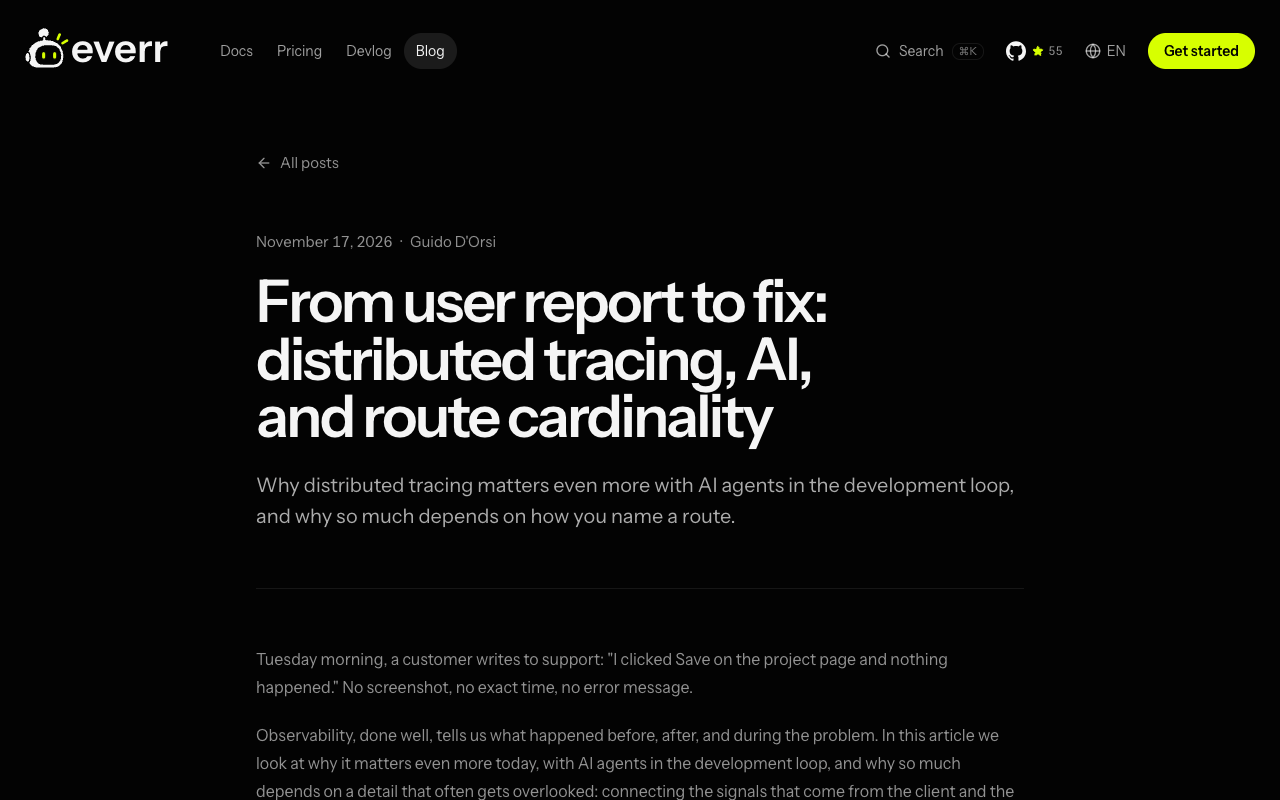 everr
Docs
Pricing
Devlog
Blog
Search
⌘K
55
EN
Get started
All posts
November 17, 2026 · Guido D'Orsi
From user report to fix:
distributed tracing, AI,
and route cardinality
Why distributed tracing matters even more with AI agents in the development loop,
and why so much depends on how you name a route.
Tuesday morning, a customer writes to support: "I clicked Save on the project page and nothing
happened." No screenshot, no exact time, no error message.
Observability, done well, tells us what happened before, after, and during the problem. In this article we
look at why it matters even more today, with AI agents in the development loop, and why so much
depends on a detail that often gets overlooked: connecting the signals that come from the client and the